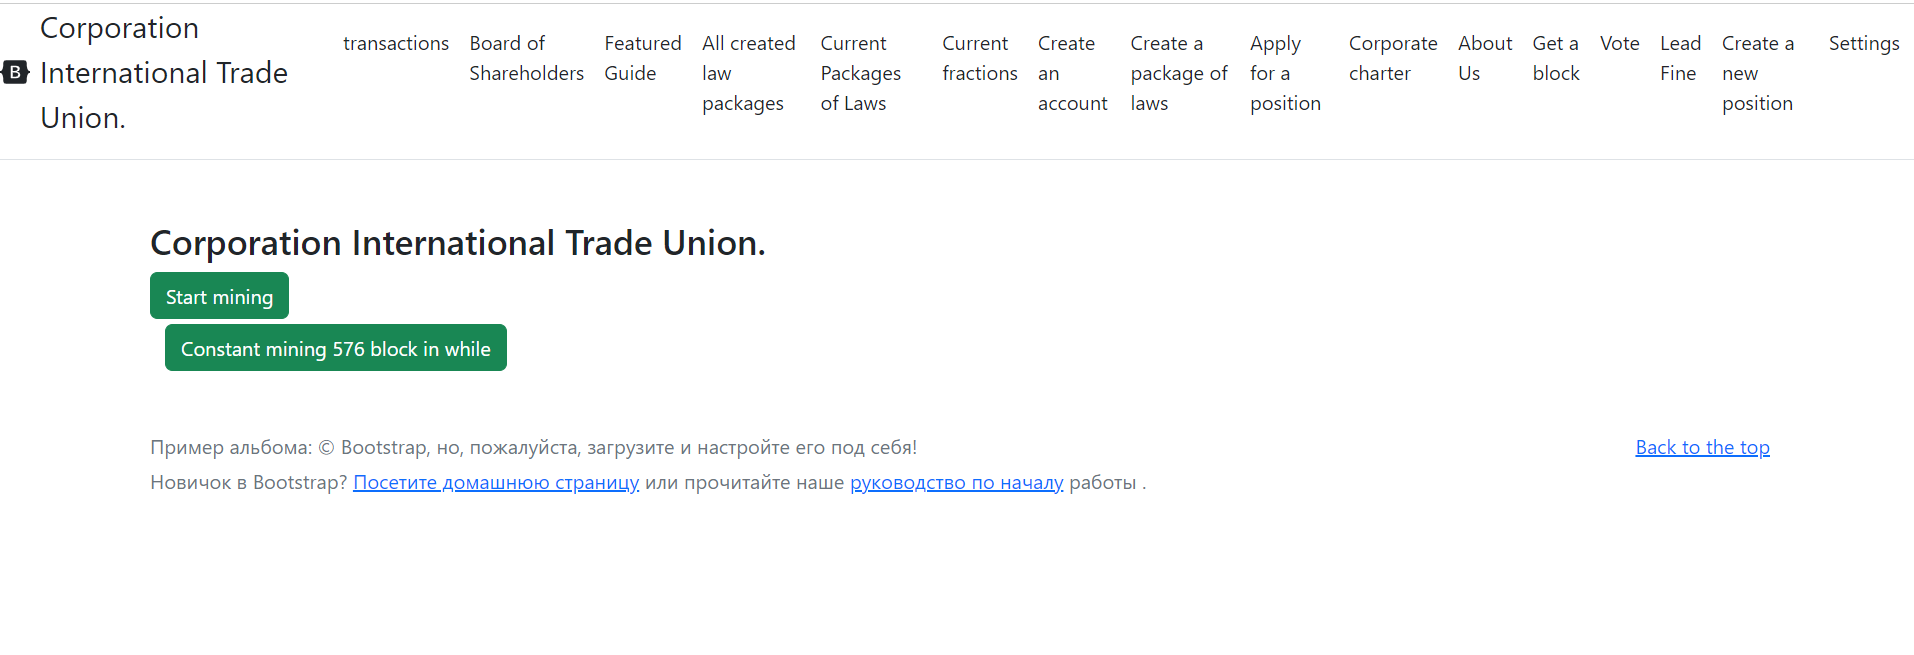 B
Corporation
International Trade
Union.
transactions
Board of
Shareholders
Featured
Guide
All created
law
packages
Current
Packages
of Laws
Current
fractions
Create
an
account
Create a
package of
laws
Apply
for a
position
Corporate
charter
About
Us
Get a
block
Vote
Lead
Fine
Create a
new
position
Settings
Corporation International Trade Union.
Start mining
Constant mining 576 block in while
Пример альбома: © Bootstrap, но, пожалуйста, загрузите и настройте его под себя!
Back to the top
Новичок в Bootstrap? Посетите домашнюю страницу или прочитайте наше руководство по началу работы .